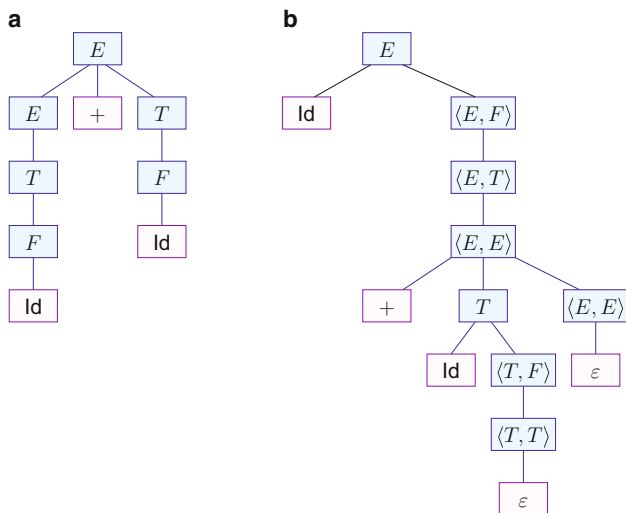 a
E
E + T
T F
F Id
Id
b
E
Id ⟨E, F⟩
⟨E, T⟩
⟨E, E⟩
+ T ⟨E, E⟩
Id ⟨T, F⟩ ε
⟨T, T⟩
ε